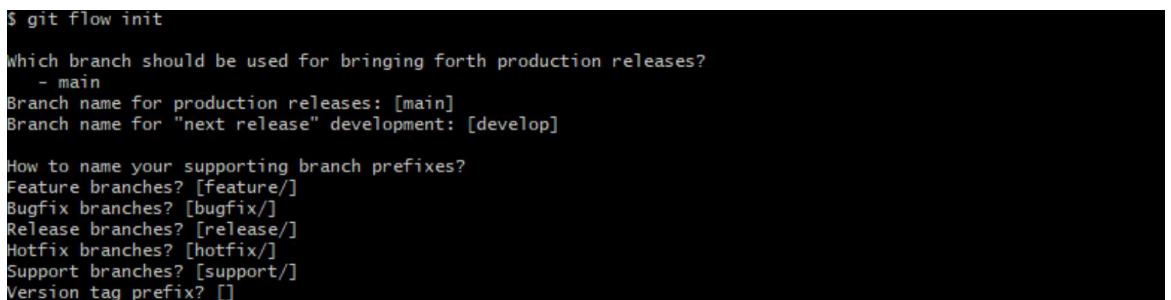 $ git flow init
Which branch should be used for bringing forth production releases?
- main
Branch name for production releases: [main]
Branch name for "next release" development: [develop]
How to name your supporting branch prefixes?
Feature branches? [feature/]
Bugfix branches? [bugfix/]
Release branches? [release/]
Hotfix branches? [hotfix/]
Support branches? [support/]
Version tag prefix? []